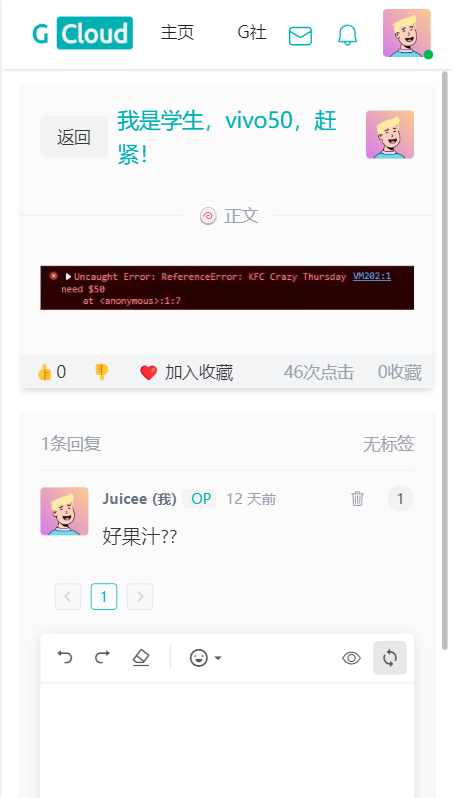 G Cloud 主页 G社
返回
我是学生，vivo50，赶
紧！
正文
Uncaught Error: ReferenceError: KFC Crazy Thursday VM202:1
need $50
at <anonymous>:1:7
0 加入收藏 46次点击 0收藏
1条回复 无标签
Juicee (我) OP 12 天前 1
好果汁??
1